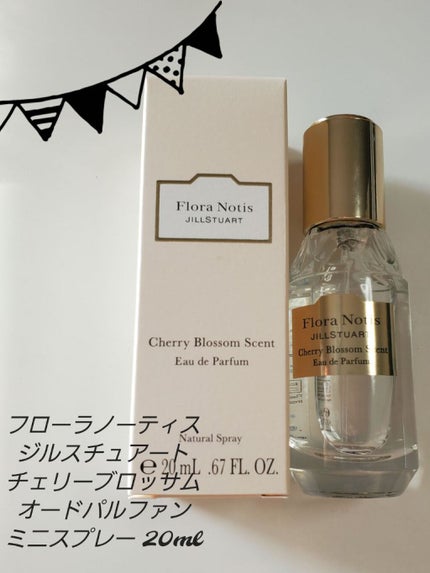 Flora Notis
JILLSTUART
Cherry Blossom Scent
Eau de Parfum
Natural Spray
℮ 20 mL .67 FL. OZ.
Flora Notis
JILLSTUART
Cherry Blossom Scent
Eau de Parfum
フローラノーティス
ジルスチュアート
チェリーブロッサム
オードパルファン
ミニスプレー 20ml